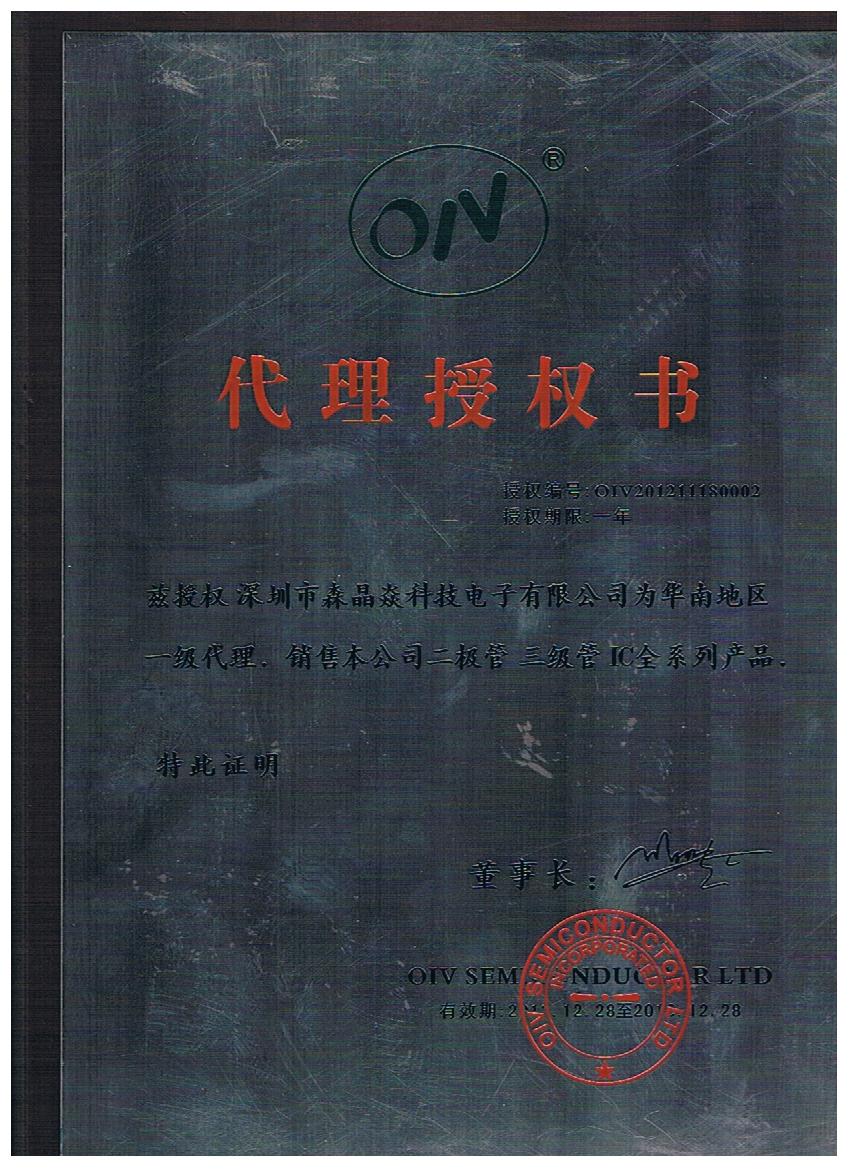 OIV®
代理授权书
授权编号:OIV201211180002
授权期限:一年
兹授权 深圳市森晶焱科技电子有限公司为华南地区
一级代理.销售本公司二极管 三级管 IC全系列产品.
特此证明
董事长:
OIV SEM NDUC R LTD
有效期:2 .12.28至20 .12.28
OIV SEMICONDUCTOR LTD
INCORPORATED